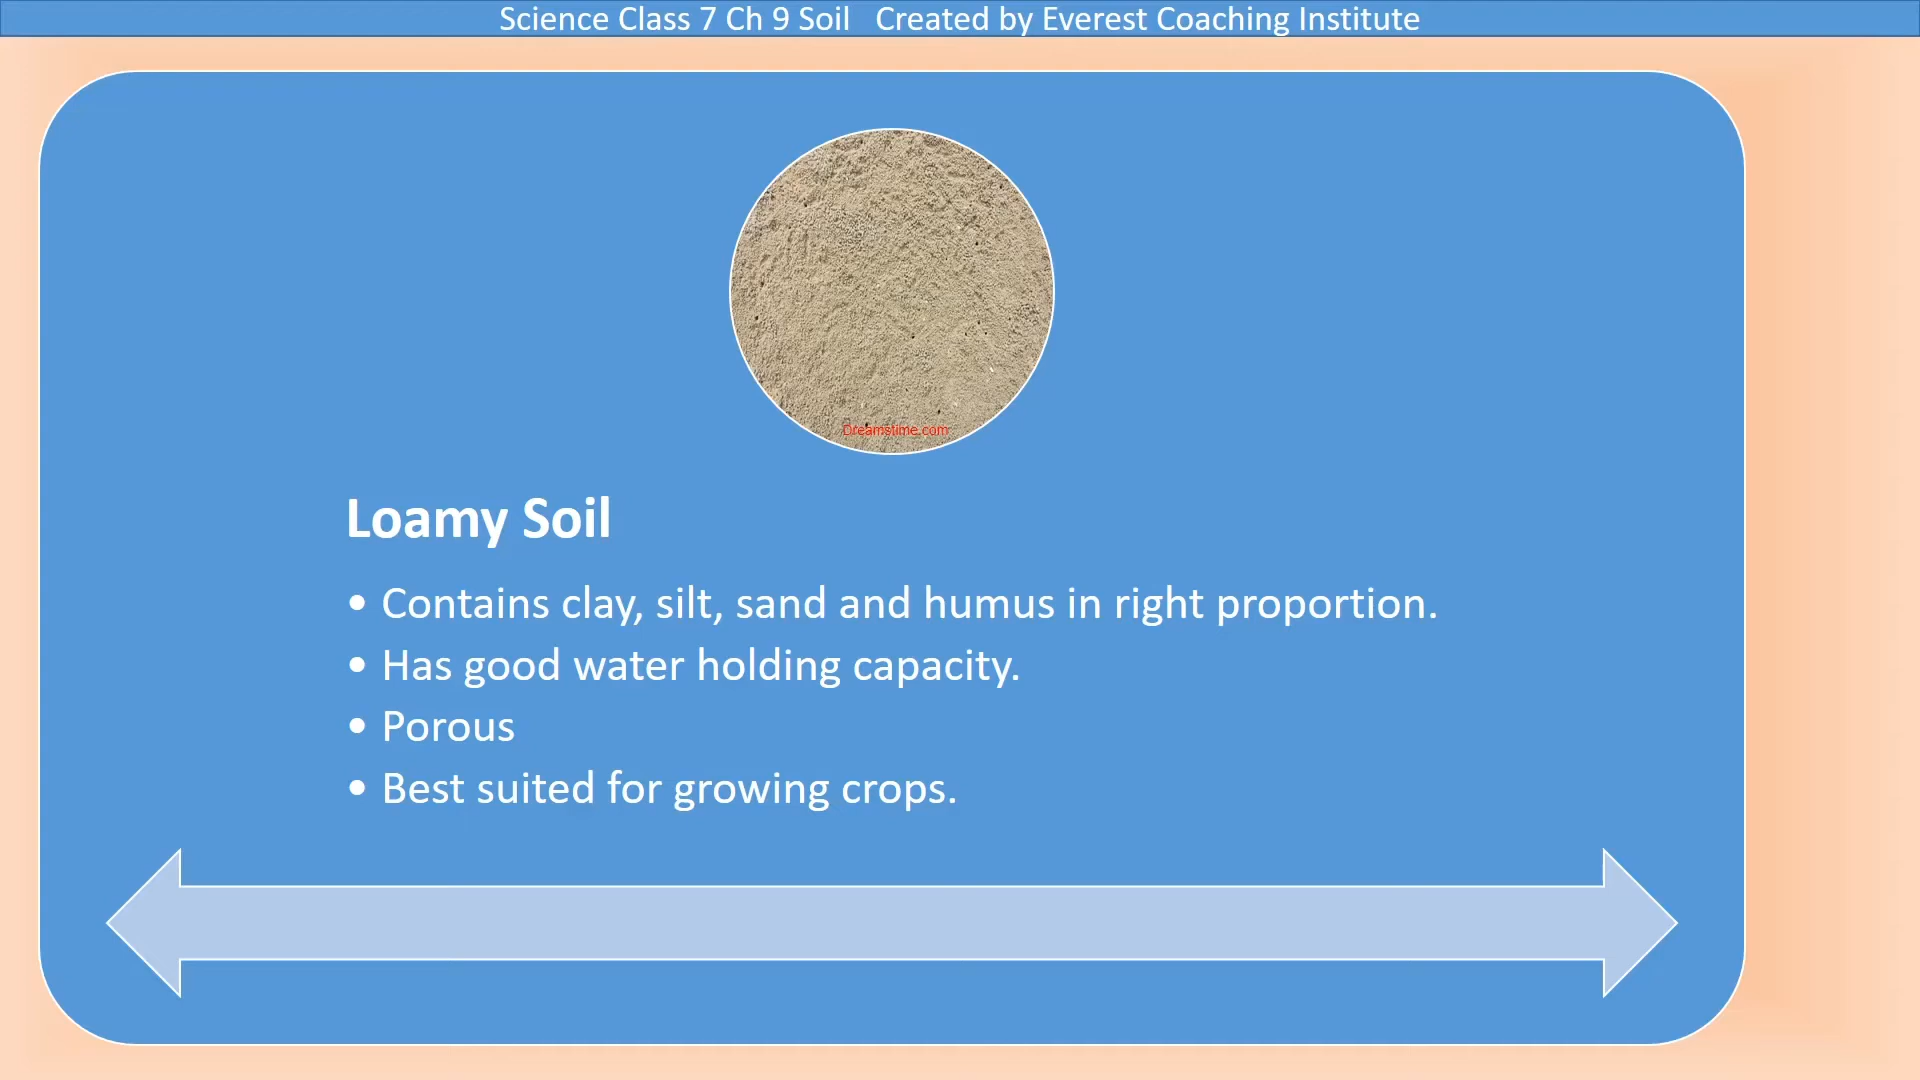 Science Class 7 Ch 9 Soil   Created by Everest Coaching Institute
Dreamstime.com
Loamy Soil
• Contains clay, silt, sand and humus in right proportion.
• Has good water holding capacity.
• Porous
• Best suited for growing crops.